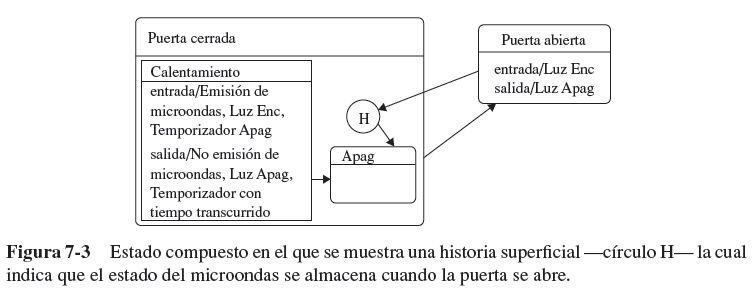 Puerta cerrada
Calentamiento
entrada/Emisión de
microondas, Luz Enc,
Temporizador Apag
salida/No emisión de
microondas, Luz Apag,
Temporizador con
tiempo transcurrido
H
Apag
Puerta abierta
entrada/Luz Enc
salida/Luz Apag
Figura 7-3 Estado compuesto en el que se muestra una historia superficial —círculo H— la cual
indica que el estado del microondas se almacena cuando la puerta se abre.